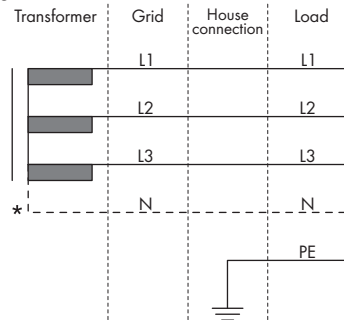 Transformer Grid House connection Load
L1 L1
L2 L2
L3 L3
* N N
PE